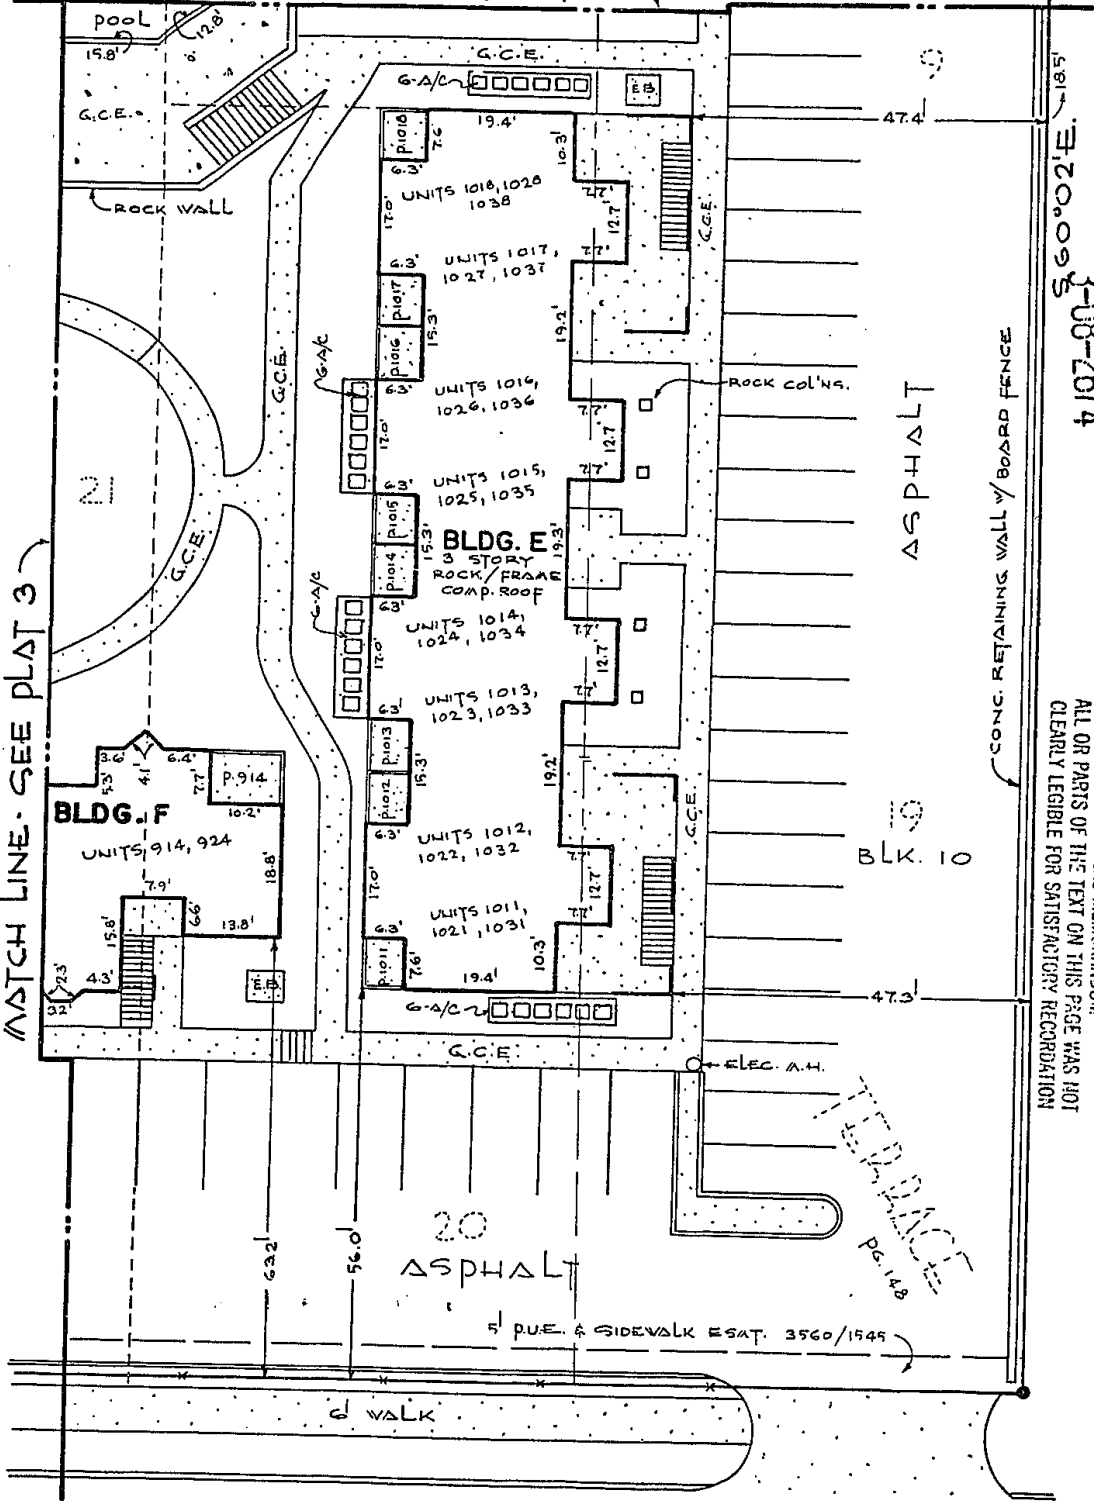 POOL
15.8'
12.8'
G.C.E.
ROCK WALL
G.C.E.
6-A/C
E.B.
P.1018
7.6
19.4'
10.3'
6.3'
UNITS 1018, 1028
1038
7.7'
12.7'
17.0'
7.7'
6.3'
UNITS 1017,
1027, 1037
P.1017
15.3'
P.1016
19.2'
G.C.E.
47.4'
9
18.5'
S 60°02'E.
4
ASPHALT
CONC. RETAINING WALL W/ BOARD FENCE
ROCK COL'NS.
6-A/C
6.3'
UNITS 1016,
1026, 1036
7.7'
12.7'
17.0'
7.7'
6.3'
UNITS 1015,
1025, 1035
P.1015
15.3'
P.1014
BLDG. E
3 STORY
ROCK/FRAME
COMP. ROOF
19.3'
G.C.E.
21
G.C.E.
MATCH LINE - SEE PLAT 3
6-A/C
6.3'
UNITS 1014,
1024, 1034
7.7'
12.7'
17.0'
7.7'
6.3'
UNITS 1013,
1023, 1033
P.1013
15.3'
P.1012
19.2'
6.3'
UNITS 1012,
1022, 1032
7.7'
12.7'
17.0'
7.7'
6.3'
UNITS 1011,
1021, 1031
P.1011
7.6'
19.4'
10.3'
G.C.E.
19
BLK. 10
ALL OR PARTS OF THE TEXT ON THIS PAGE WAS NOT
CLEARLY LEGIBLE FOR SATISFACTORY RECORDATION
3.6'
5.3'
4.1'
6.4'
7.7'
P.914
10.2'
BLDG. F
UNITS 914, 924
18.8'
7.9'
6.6'
15.8'
13.8'
2.3'
4.3'
3.2'
E.B.
6-A/C
47.3'
G.C.E.
ELEC. M.H.
TERRACE
PG. 148
20
ASPHALT
63.2'
56.0'
5' P.U.E. & SIDEWALK ESMT. 3560/1545
6' WALK